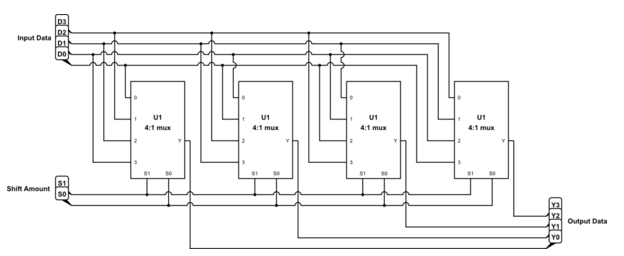 D3
D2
Input Data
D1
D0
0
U1
1
4:1 mux
2
Y
3
S1 S0
0
U1
1
4:1 mux
2
Y
3
S1 S0
0
U1
1
4:1 mux
2
Y
3
S1 S0
0
U1
1
4:1 mux
2
Y
3
S1 S0
Shift Amount
S1
S0
Y3
Y2
Output Data
Y1
Y0